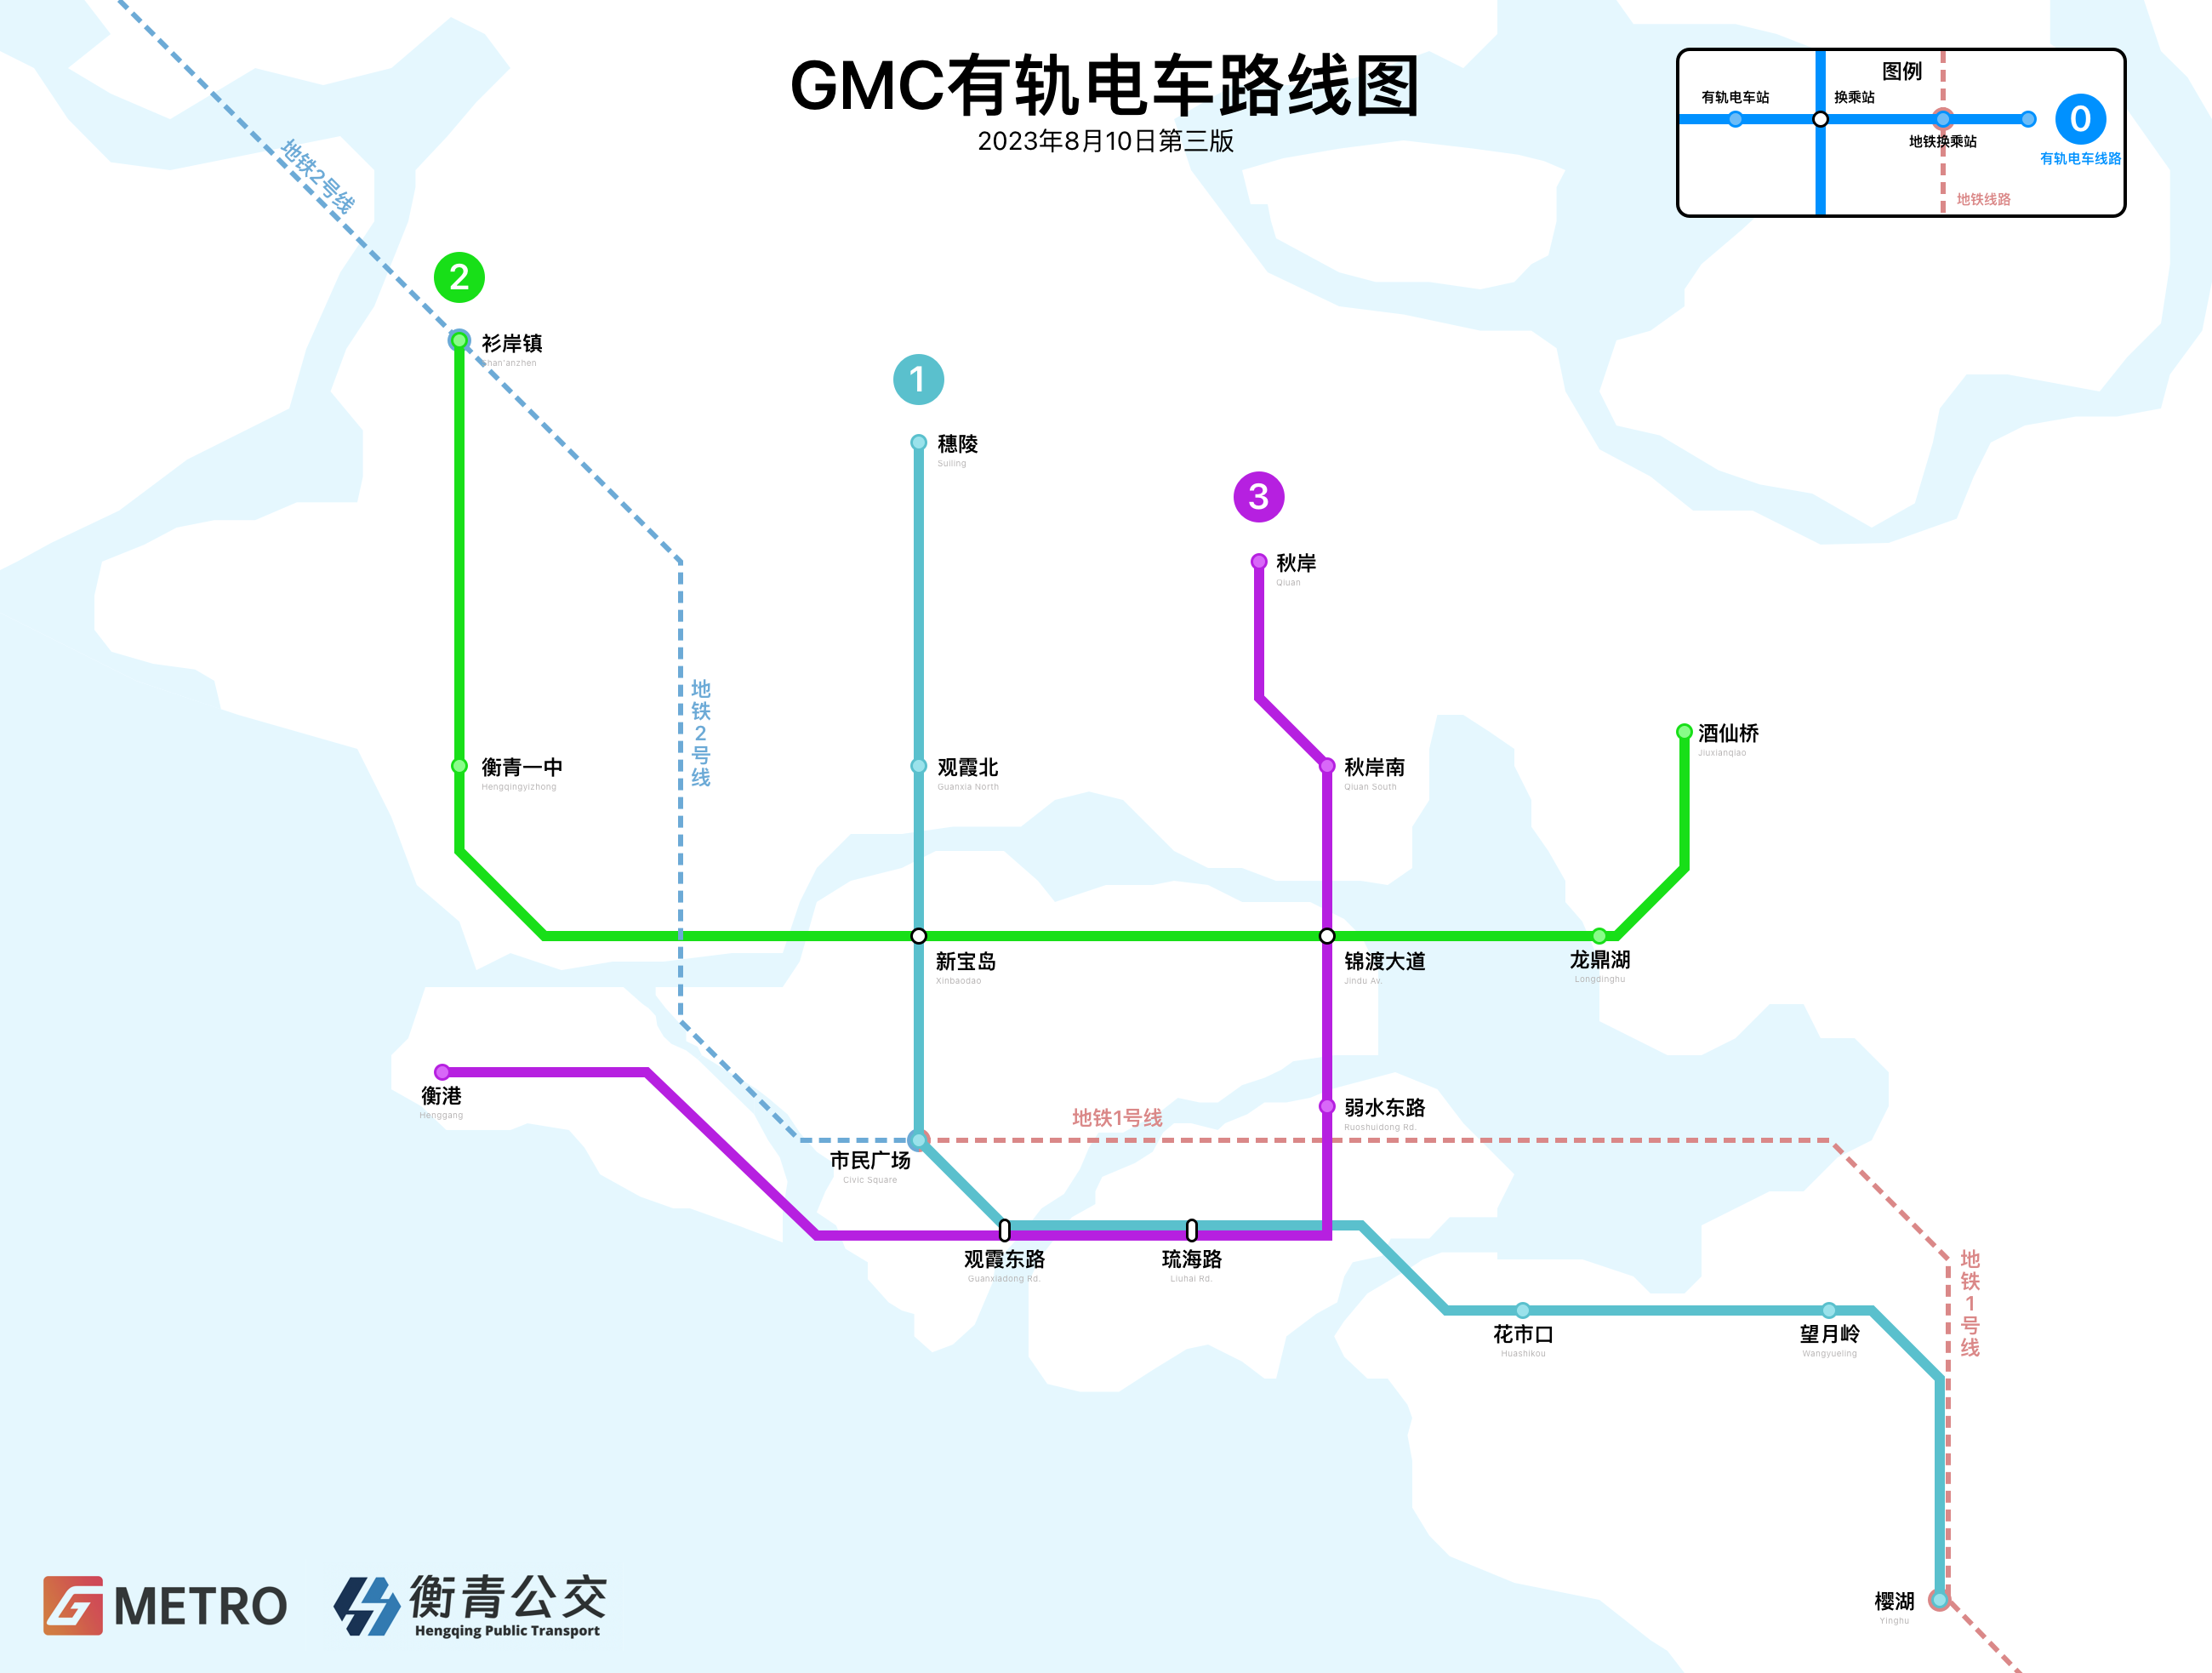 GMC有轨电车路线图
2023年8月10日第三版
图例
有轨电车站
换乘站
0
地铁换乘站
有轨电车线路
地铁线路
地铁2号线
2
衫岸镇
Shan'anzhen
1
穗陵
Suiling
3
秋岸
Qiuan
地铁2号线
酒仙桥
Jiuxianqiao
衡青一中
Hengqingyizhong
观霞北
Guanxia North
秋岸南
Qiuan South
新宝岛
Xinbaodao
锦渡大道
Jindu Av.
龙鼎湖
Longdinghu
衡港
Henggang
地铁1号线
弱水东路
Ruoshuidong Rd.
市民广场
Civic Square
观霞东路
Guanxiadong Rd.
琉海路
Liuhai Rd.
地铁1号线
花市口
Huashikou
望月岭
Wangyueling
樱湖
Yinghu
METRO
衡青公交
Hengqing Public Transport